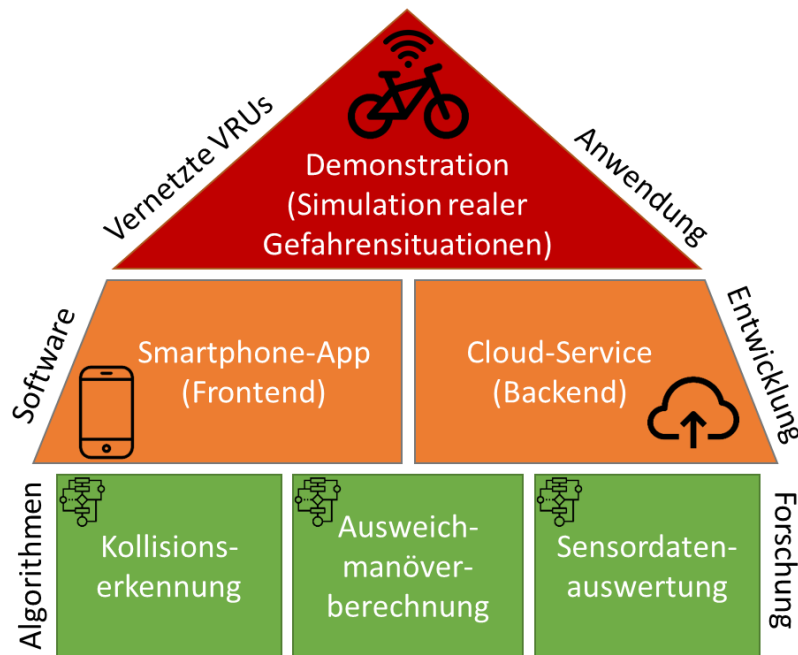 Vernetzte VRUs
Anwendung
Demonstration
(Simulation realer
Gefahrensituationen)
Software
Smartphone-App
(Frontend)
Cloud-Service
(Backend)
Entwicklung
Algorithmen
Kollisions-
erkennung
Ausweich-
manöver-
berechnung
Sensordaten-
auswertung
Forschung